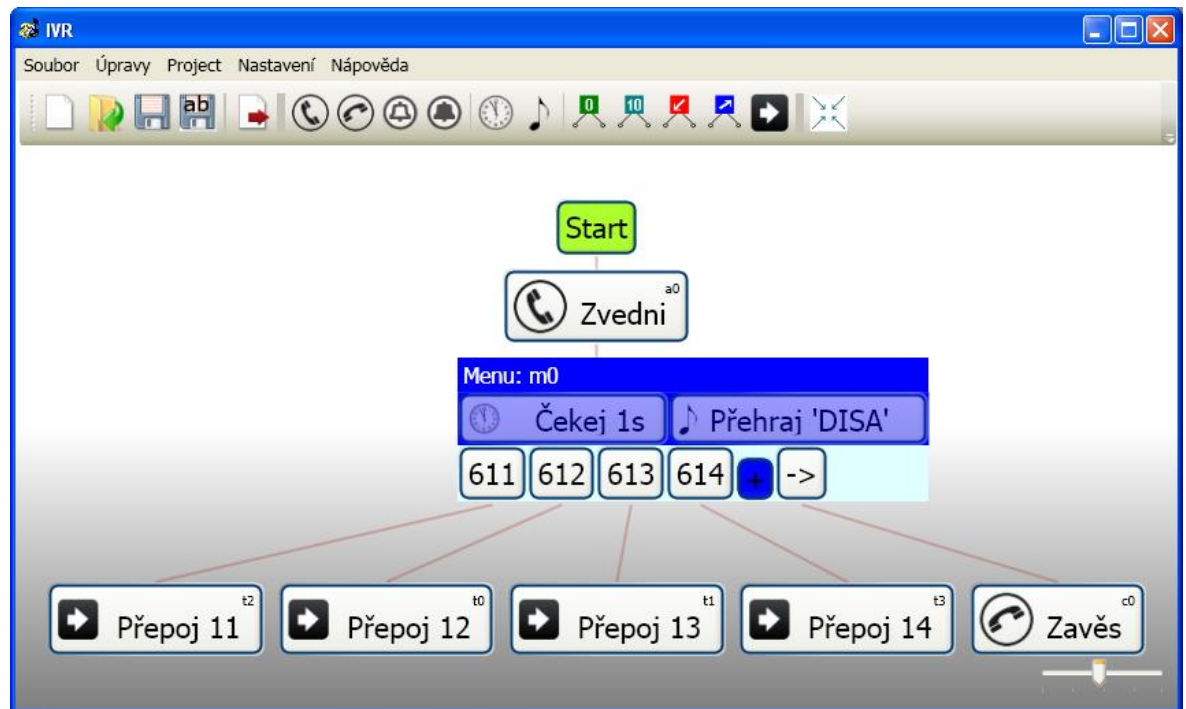 IVR
Soubor Úpravy Project Nastavení Nápověda
ab 0 10
Start
a0
Zvedni
Menu: m0
Čekej 1s Přehraj 'DISA'
611 612 613 614 + ->
t2 t0 t1 t3 c0
Přepoj 11 Přepoj 12 Přepoj 13 Přepoj 14 Zavěs